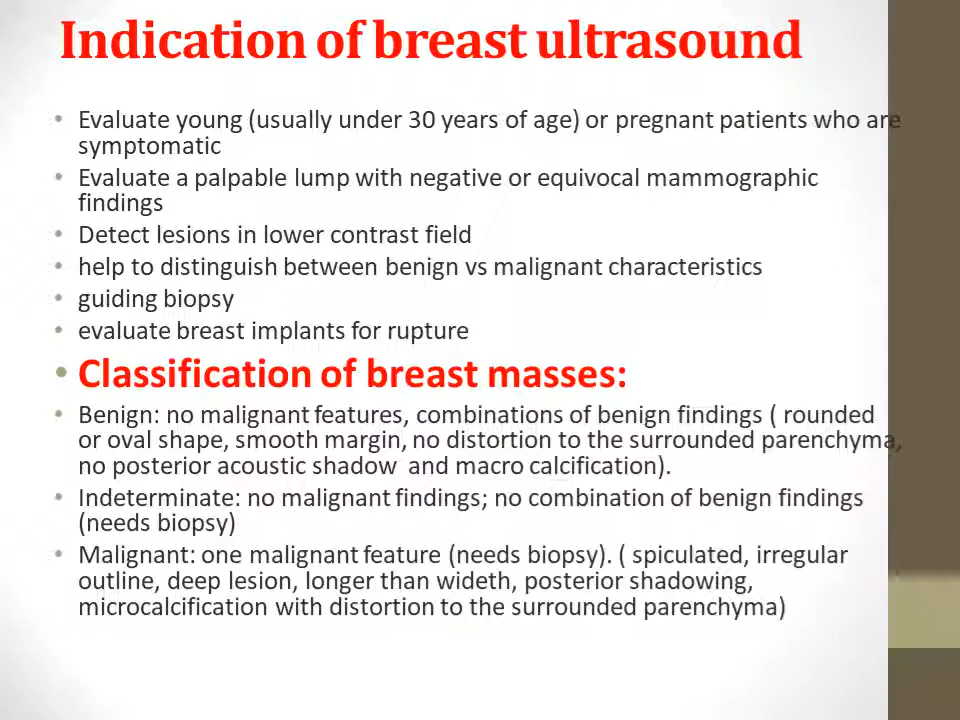 Indication of breast ultrasound
• Evaluate young (usually under 30 years of age) or pregnant patients who are
symptomatic
• Evaluate a palpable lump with negative or equivocal mammographic
findings
• Detect lesions in lower contrast field
• help to distinguish between benign vs malignant characteristics
• guiding biopsy
• evaluate breast implants for rupture
• Classification of breast masses:
• Benign: no malignant features, combinations of benign findings ( rounded
or oval shape, smooth margin, no distortion to the surrounded parenchyma,
no posterior acoustic shadow and macro calcification).
• Indeterminate: no malignant findings; no combination of benign findings
(needs biopsy)
• Malignant: one malignant feature (needs biopsy). ( spiculated, irregular
outline, deep lesion, longer than wideth, posterior shadowing,
microcalcification with distortion to the surrounded parenchyma)